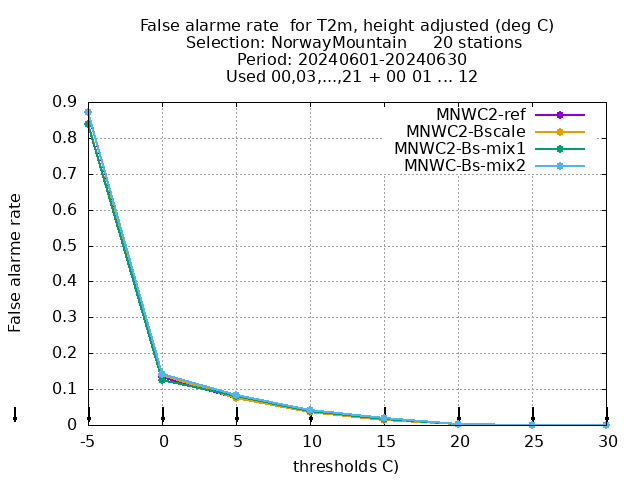 False alarme rate  for T2m, height adjusted (deg C)
Selection: NorwayMountain     20 stations
Period: 20240601-20240630
Used 00,03,...,21 + 00 01 ... 12
MNWC2-ref
MNWC2-Bscale
MNWC2-Bs-mix1
MNWC-Bs-mix2
False alarme rate
0.9
0.8
0.7
0.6
0.5
0.4
0.3
0.2
0.1
0
-5 0 5 10 15 20 25 30
thresholds C)